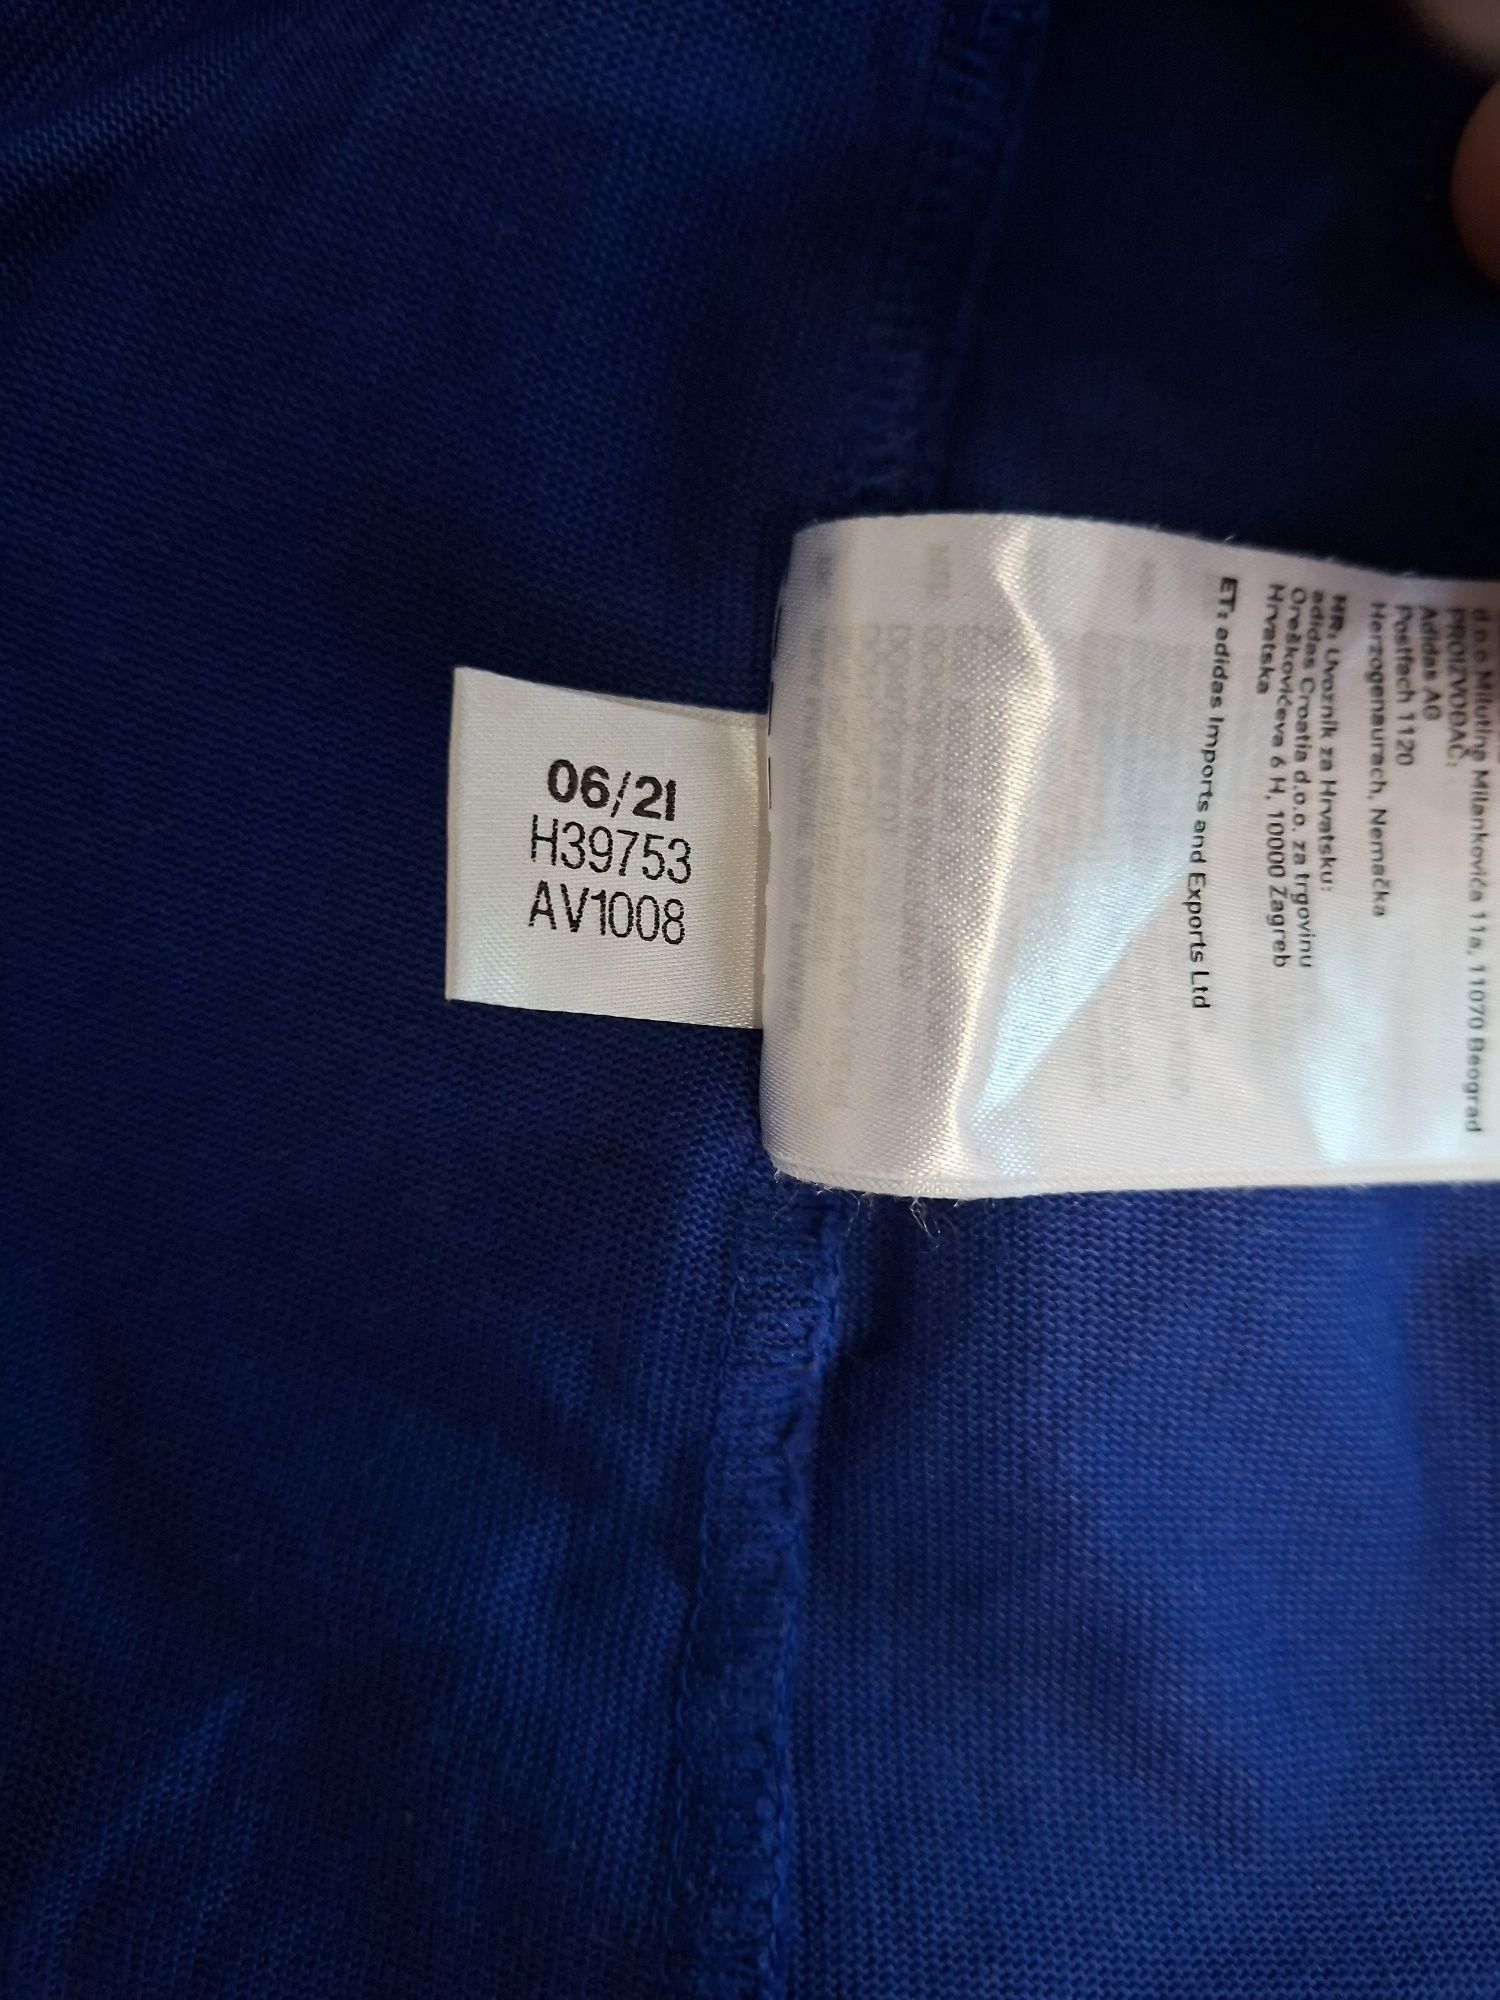 06/21
H39753
AV1008
d.o.o Milutina Milankovića 11a, 11070 Beograd
PROIZVOĐAČ:
Adidas AG
Postfach 1120
Herzogenaurach, Nemačka
HR: Uvoznik za Hrvatsku:
adidas Croatia d.o.o. za trgovinu
Oreškovićeva 6 H, 10000 Zagreb
Hrvatska
ET: adidas Imports and Exports Ltd